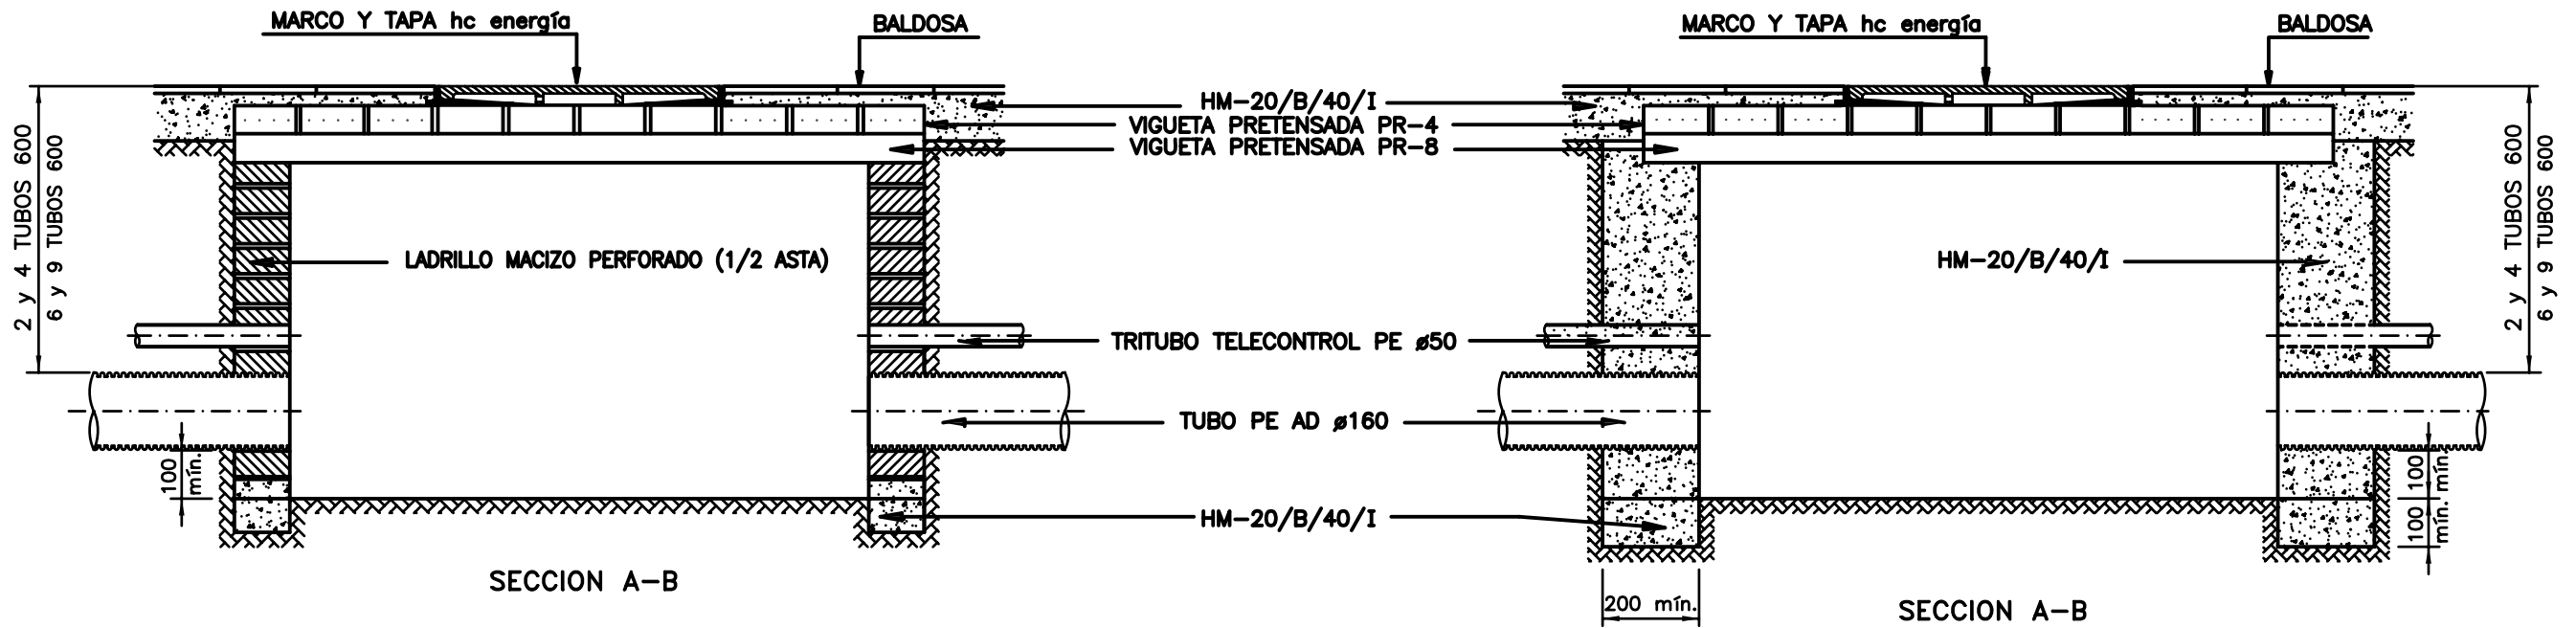 MARCO Y TAPA hc energía
BALDOSA
MARCO Y TAPA hc energía
BALDOSA
HM-20/B/40/I
VIGUETA PRETENSADA PR-4
VIGUETA PRETENSADA PR-8
2 y 4 TUBOS 600
6 y 9 TUBOS 600
LADRILLO MACIZO PERFORADO (1/2 ASTA)
HM-20/B/40/I
2 y 4 TUBOS 600
6 y 9 TUBOS 600
TRITUBO TELECONTROL PE ø50
TUBO PE AD ø160
100
mín.
100
mín.
100
mín.
HM-20/B/40/I
SECCION A-B
200 mín.
SECCION A-B